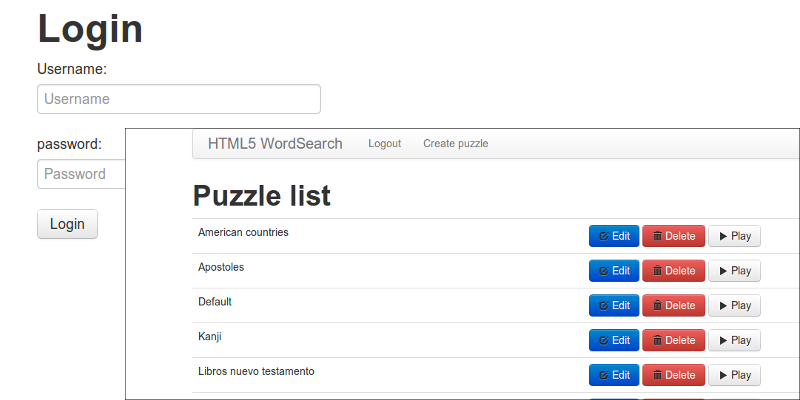 Login
Username:
Username
password:
Password
Login
HTML5 WordSearch Logout Create puzzle
Puzzle list
American countries Edit Delete Play
Apostoles Edit Delete Play
Default Edit Delete Play
Kanji Edit Delete Play
Libros nuevo testamento Edit Delete Play